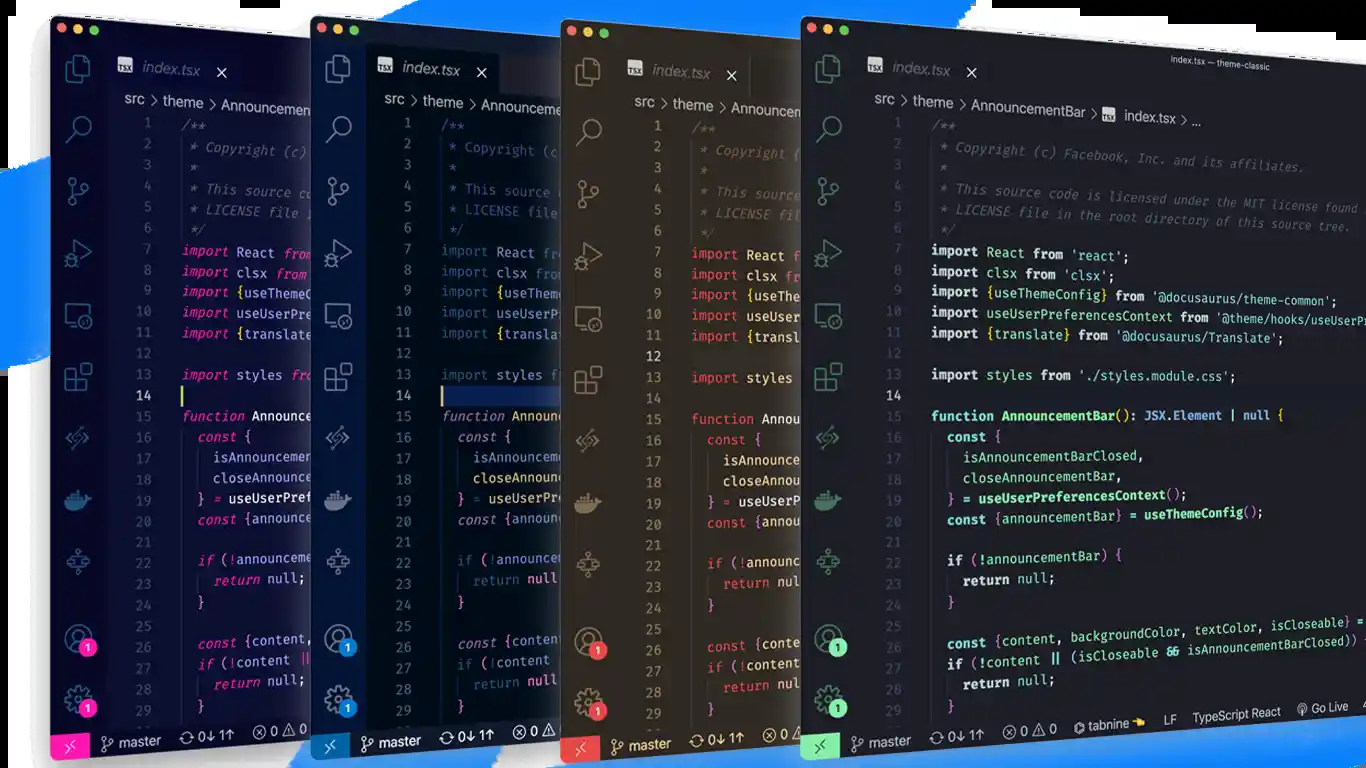 TSX index.tsx ×
src > theme > Announcemen
1 /**
2 * Copyright (c)
3 *
4 * This source co
5 * LICENSE file i
6 */
7 import React from
8 import clsx from
9 import {useThemeC
10 import useUserPre
11 import {translate
12
13 import styles fro
14
15 function Announce
16 const {
17 isAnnouncemen
18 closeAnnounce
19 } = useUserPref
20 const {announce
21
22 if (!announceme
23 return null;
24 }
25
26 const {content,
27 if (!content ||
28 return null;
29 }
1
1
master 0↓ 1↑ 0 0
TSX index.tsx ×
src > theme > Announceme
1 /**
2 * Copyright (c
3 *
4 * This source
5 * LICENSE file
6 */
7 import React fro
8 import clsx from
9 import {useThem
10 import useUserP
11 import {transla
12
13 import styles f
14
15 function Announ
16 const {
17 isAnnounceme
18 closeAnnoun
19 } = useUserPre
20 const {announ
21
22 if (!announcem
23 return null
24 }
25
26 const {conten
27 if (!content
28 return null
29 }
1
1
master 0↓ 1↑ 0
TSX index.tsx ×
src > theme > Announc
1 /**
2 * Copyright (
3 *
4 * This source
5 * LICENSE fil
6 */
7 import React f
8 import clsx fr
9 import {useThe
10 import useUser
11 import {transl
12
13 import styles
14
15 function Annou
16 const {
17 isAnnounce
18 closeAnnou
19 } = useUserP
20 const {annou
21
22 if (!announc
23 return nul
24 }
25
26 const {conte
27 if (!content
28 return nul
29 }
1
1
master 0↓ 1↑ 0
index.tsx — theme-classic
TSX index.tsx ×
src > theme > AnnouncementBar > TSX index.tsx > ...
1 /**
2 * Copyright (c) Facebook, Inc. and its affiliates.
3 *
4 * This source code is licensed under the MIT license found
5 * LICENSE file in the root directory of this source tree.
6 */
7 import React from 'react';
8 import clsx from 'clsx';
9 import {useThemeConfig} from '@docusaurus/theme-common';
10 import useUserPreferencesContext from '@theme/hooks/useUserPr
11 import {translate} from '@docusaurus/Translate';
12
13 import styles from './styles.module.css';
14
15 function AnnouncementBar(): JSX.Element | null {
16 const {
17 isAnnouncementBarClosed,
18 closeAnnouncementBar,
19 } = useUserPreferencesContext();
20 const {announcementBar} = useThemeConfig();
21
22 if (!announcementBar) {
23 return null;
24 }
25
26 const {content, backgroundColor, textColor, isCloseable} =
27 if (!content || (isCloseable && isAnnouncementBarClosed))
28 return null;
29 }
1
1
master 0↓ 1↑ 0 0 tabnine LF TypeScript React Go Live